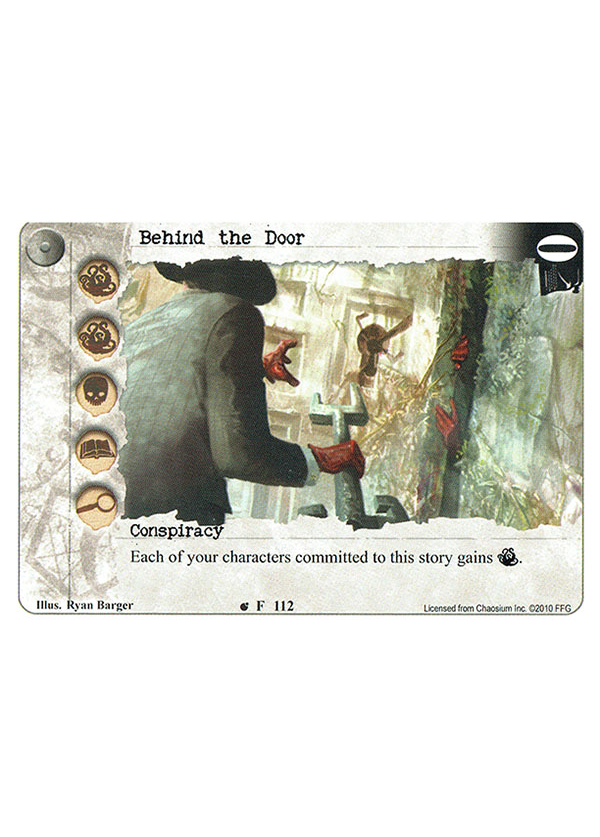 Behind the Door
0
Conspiracy
Each of your characters committed to this story gains .
Illus. Ryan Barger
F 112
Licensed from Chaosium Inc. ©2010 FFG